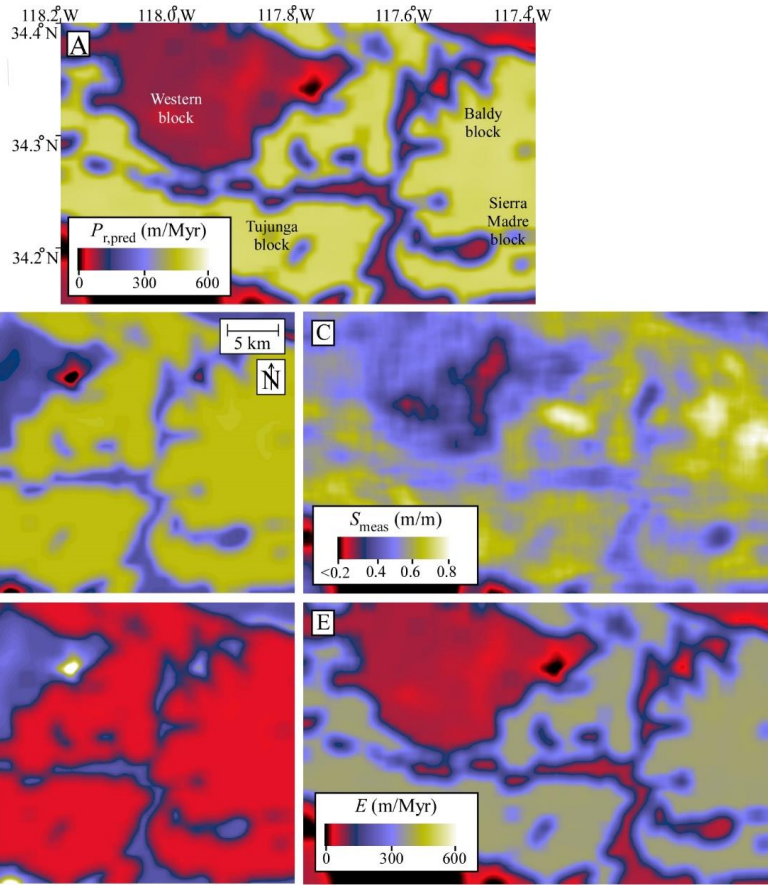 118.2°W 118.0°W 117.8°W 117.6°W 117.4°W
34.4°N
A
Western
block
Baldy
block
34.3°N
Sierra
Madre
block
Pr,pred (m/Myr)
Tujunga
block
34.2°N
0 300 600
5 km
N
C
Smeas (m/m)
<0.2 0.4 0.6 0.8
E
E (m/Myr)
0 300 600